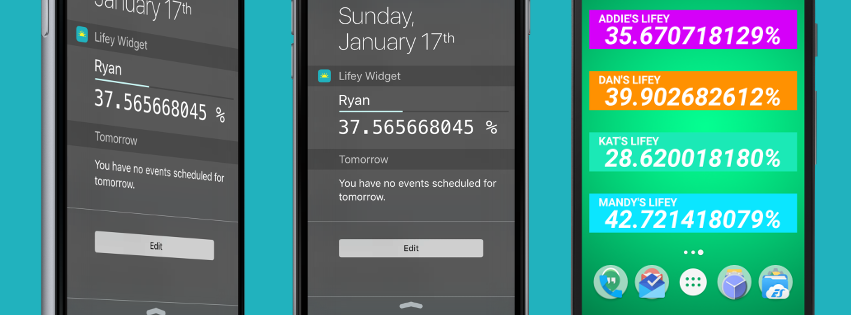 January 17th
Lifey Widget
Ryan
37.565668045 %
Tomorrow
You have no events scheduled for
tomorrow.
Edit
Sunday,
January 17th
Lifey Widget
Ryan
37.565668045 %
Tomorrow
You have no events scheduled for
tomorrow.
Edit
ADDIE'S LIFEY
35.670718129%
DAN'S LIFEY
39.902682612%
KAT'S LIFEY
28.620018180%
MANDY'S LIFEY
42.721418079%